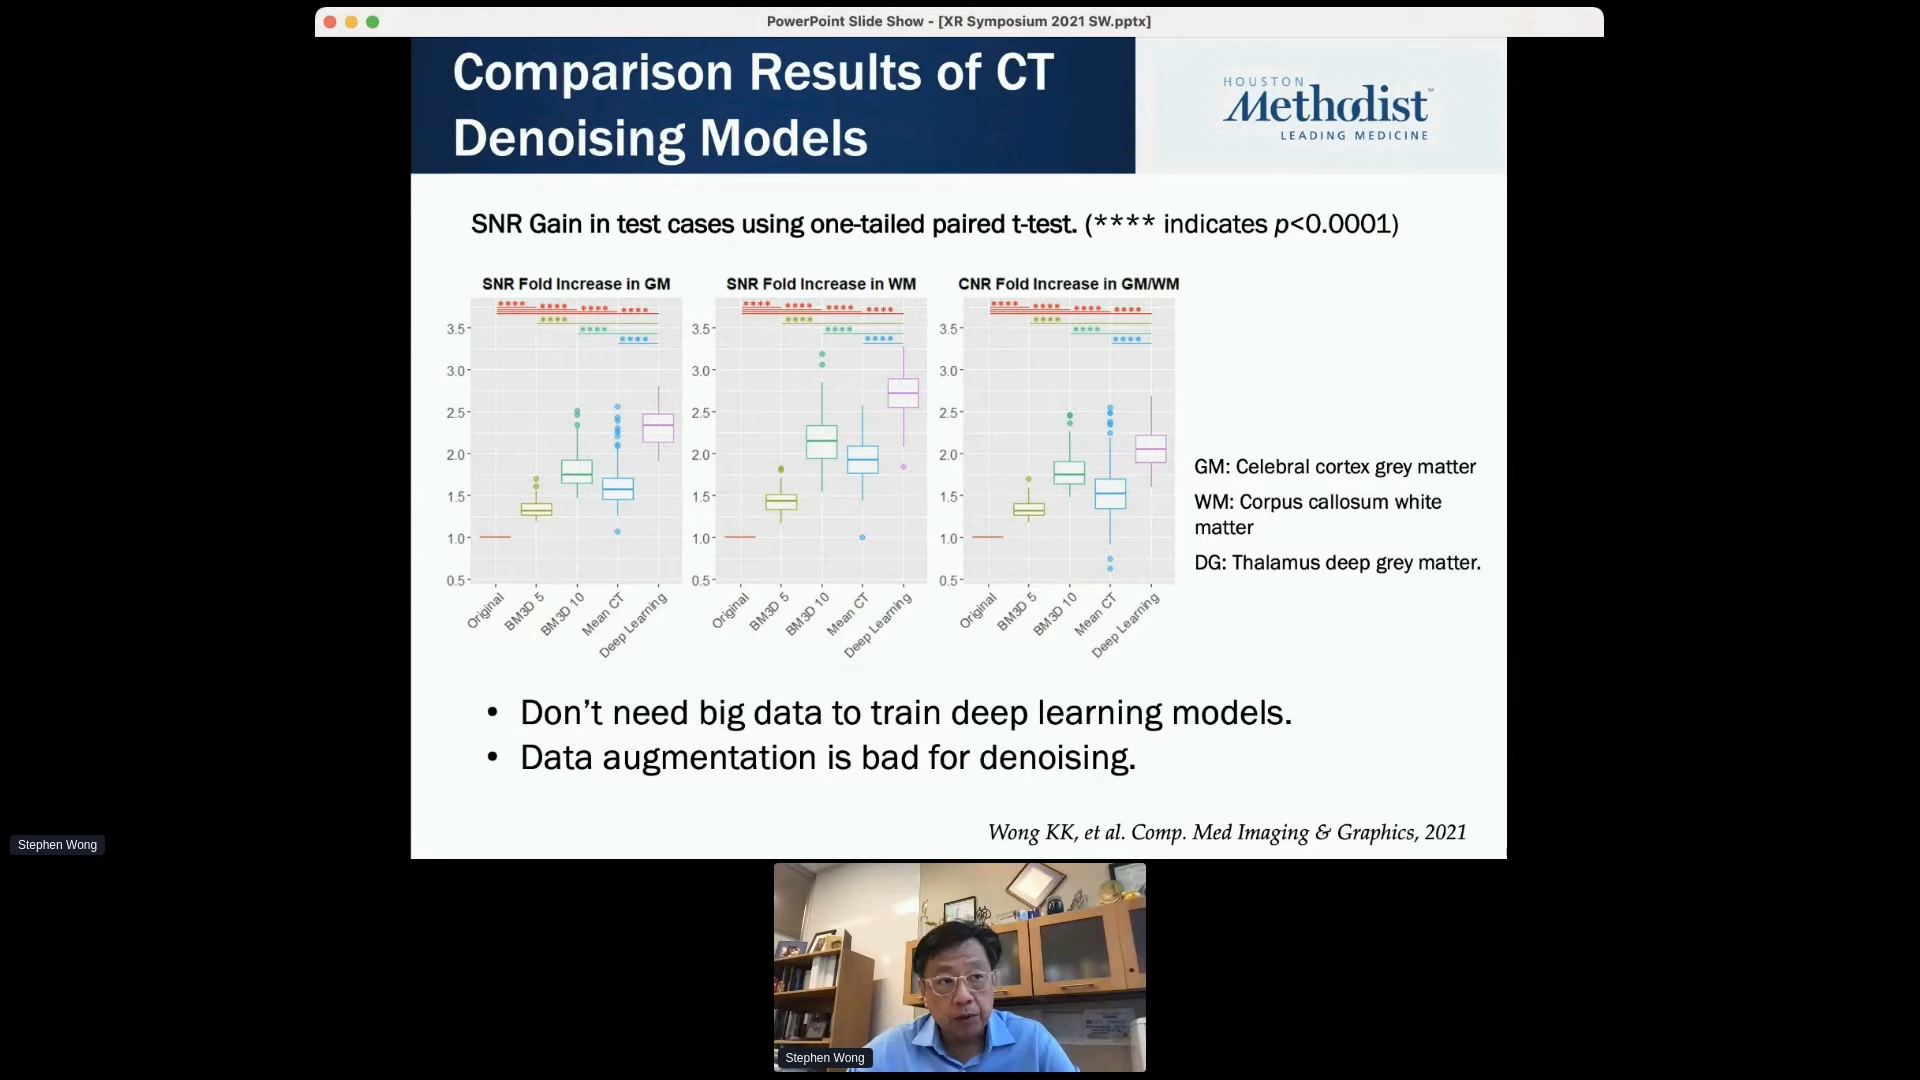 PowerPoint Slide Show - [XR Symposium 2021 SW.pptx]
Comparison Results of CT
Denoising Models
HOUSTON
Methodist™
LEADING MEDICINE
SNR Gain in test cases using one-tailed paired t-test. (**** indicates p<0.0001)
SNR Fold Increase in GM
**** **** **** ****
****
****
****
3.5
3.0
2.5
2.0
1.5
1.0
0.5
Original
BM3D 5
BM3D 10
Mean CT
Deep Learning
SNR Fold Increase in WM
**** **** **** ****
****
****
****
3.5
3.0
2.5
2.0
1.5
1.0
0.5
Original
BM3D 5
BM3D 10
Mean CT
Deep Learning
CNR Fold Increase in GM/WM
**** **** **** ****
****
****
****
3.5
3.0
2.5
2.0
1.5
1.0
0.5
Original
BM3D 5
BM3D 10
Mean CT
Deep Learning
GM: Celebral cortex grey matter
WM: Corpus callosum white
matter
DG: Thalamus deep grey matter.
• Don’t need big data to train deep learning models.
• Data augmentation is bad for denoising.
Wong KK, et al. Comp. Med Imaging & Graphics, 2021
Stephen Wong
Stephen Wong